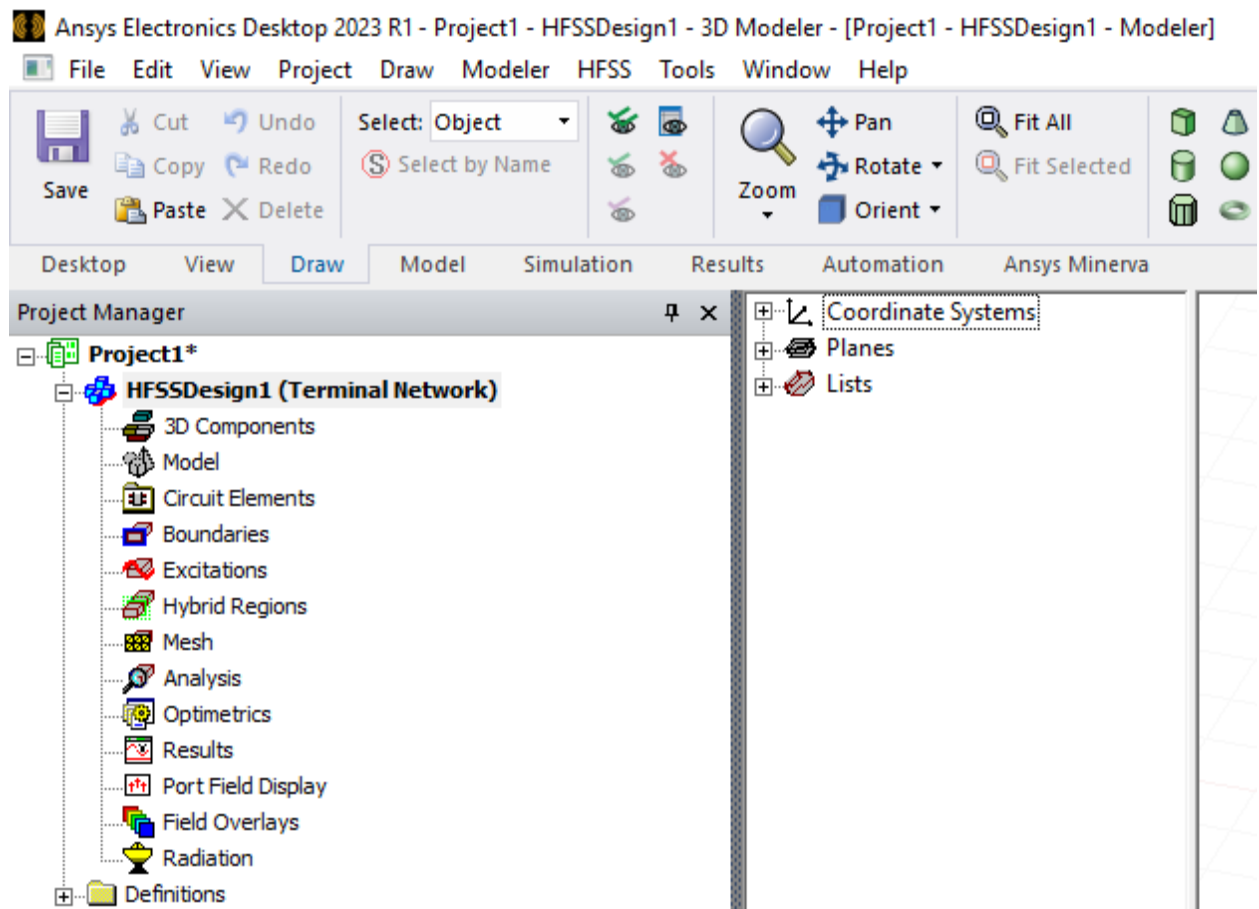 Ansys Electronics Desktop 2023 R1 - Project1 - HFSSDesign1 - 3D Modeler - [Project1 - HFSSDesign1 - Modeler]
File Edit View Project Draw Modeler HFSS Tools Window Help
Save
Cut Undo
Copy Redo
Paste Delete
Select: Object
Select by Name
Zoom
Pan
Rotate
Orient
Fit All
Fit Selected
Desktop View Draw Model Simulation Results Automation Ansys Minerva
Project Manager
Project1*
HFSSDesign1 (Terminal Network)
3D Components
Model
Circuit Elements
Boundaries
Excitations
Hybrid Regions
Mesh
Analysis
Optimetrics
Results
Port Field Display
Field Overlays
Radiation
Definitions
Coordinate Systems
Planes
Lists